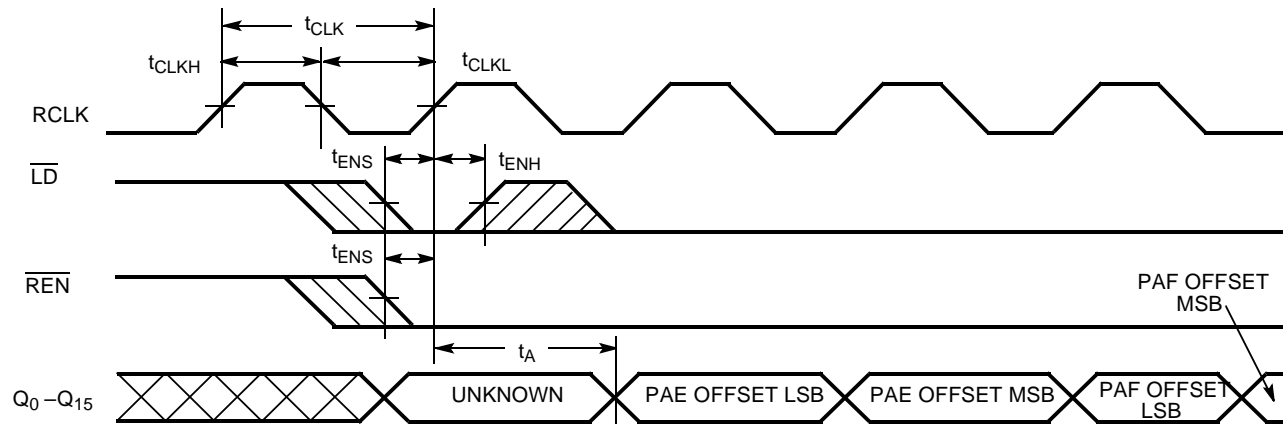 tCLK
tCLKH
tCLKL
RCLK
tENS
tENH
LD
tENS
REN
PAF OFFSET
MSB
tA
Q0 –Q15
UNKNOWN
PAE OFFSET LSB
PAE OFFSET MSB
PAF OFFSET
LSB